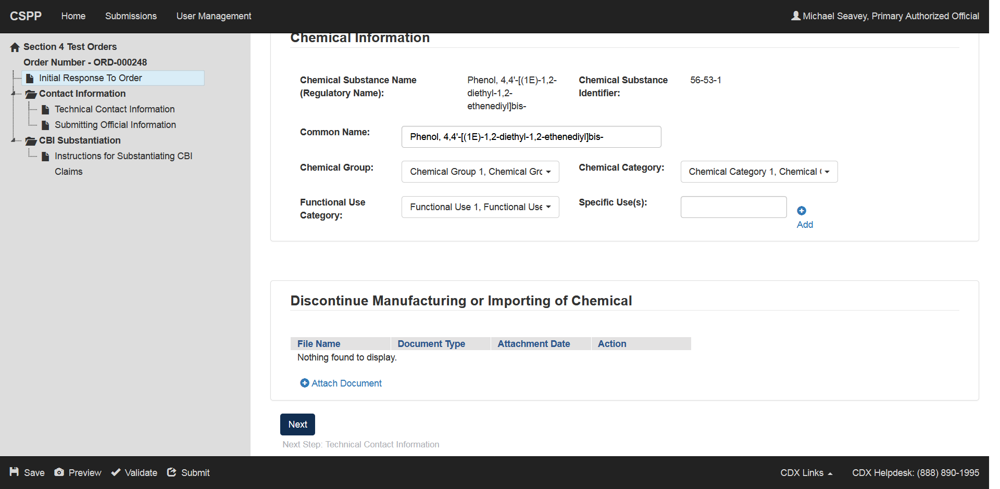 CSPP Home Submissions User Management Michael Seavey, Primary Authorized Official
Section 4 Test Orders
Order Number - ORD-000248
Initial Response To Order
Contact Information
Technical Contact Information
Submitting Official Information
CBI Substantiation
Instructions for Substantiating CBI
Claims
Chemical Information
Chemical Substance Name
(Regulatory Name):
Phenol, 4,4'-[(1E)-1,2-
diethyl-1,2-
ethenediyl]bis-
Chemical Substance
Identifier:
56-53-1
Common Name:
Phenol, 4,4'-[(1E)-1,2-diethyl-1,2-ethenediyl]bis-
Chemical Group:
Chemical Group 1, Chemical Gro
Chemical Category:
Chemical Category 1, Chemical
Functional Use
Category:
Functional Use 1, Functional Use
Specific Use(s):
Add
Discontinue Manufacturing or Importing of Chemical
File Name Document Type Attachment Date Action
Nothing found to display.
Attach Document
Next
Next Step: Technical Contact Information
Save Preview Validate Submit CDX Links CDX Helpdesk: (888) 890-1995